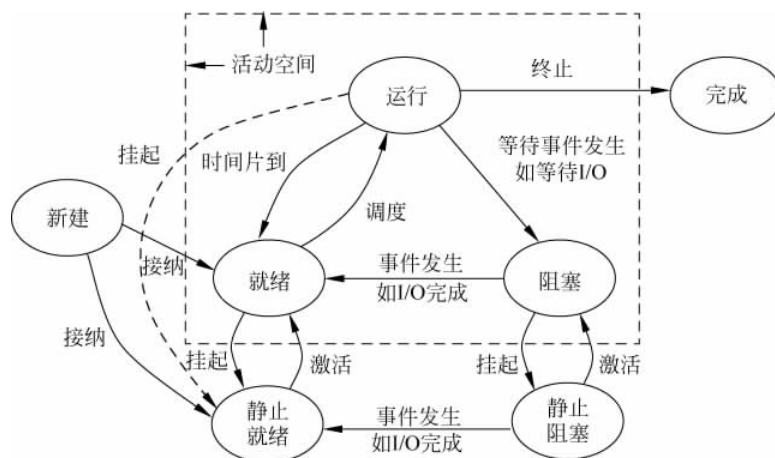 活动空间
运行
终止
完成
挂起
时间片到
等待事件发生
如等待I/O
新建
调度
接纳
就绪
事件发生
如I/O完成
阻塞
接纳
挂起
激活
挂起
激活
静止
就绪
事件发生
如I/O完成
静止
阻塞